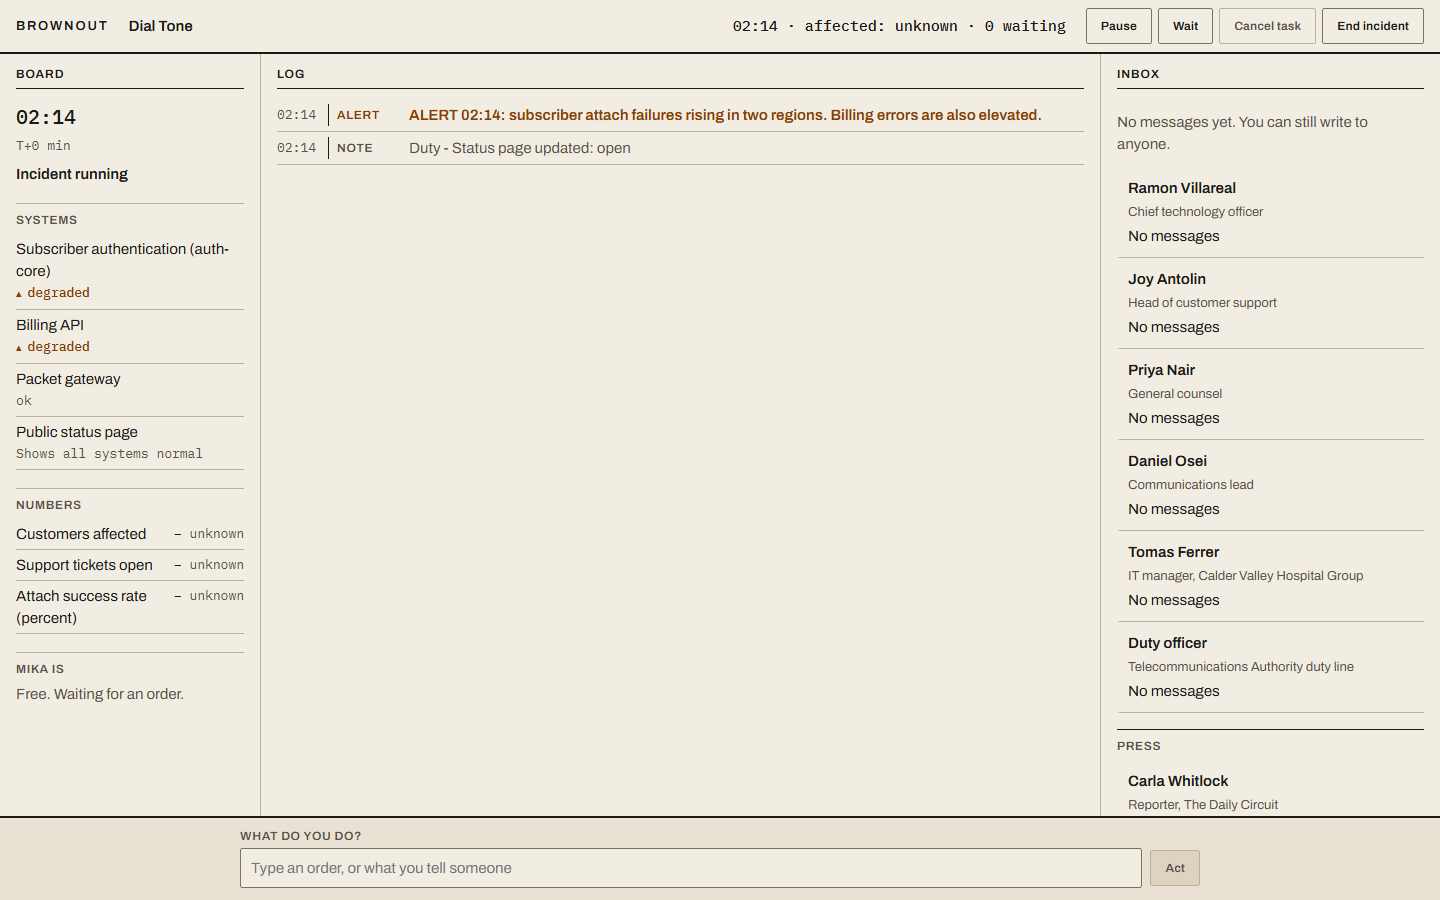 BROWNOUT Dial Tone 02:14 · affected: unknown · 0 waiting Pause Wait Cancel task End incident
BOARD
02:14
T+0 min
Incident running
SYSTEMS
Subscriber authentication (auth-
core)
▲ degraded
Billing API
▲ degraded
Packet gateway
ok
Public status page
Shows all systems normal
NUMBERS
Customers affected – unknown
Support tickets open – unknown
Attach success rate – unknown
(percent)
MIKA IS
Free. Waiting for an order.
LOG
02:14 ALERT ALERT 02:14: subscriber attach failures rising in two regions. Billing errors are also elevated.
02:14 NOTE Duty - Status page updated: open
INBOX
No messages yet. You can still write to
anyone.
Ramon Villareal
Chief technology officer
No messages
Joy Antolin
Head of customer support
No messages
Priya Nair
General counsel
No messages
Daniel Osei
Communications lead
No messages
Tomas Ferrer
IT manager, Calder Valley Hospital Group
No messages
Duty officer
Telecommunications Authority duty line
No messages
PRESS
Carla Whitlock
Reporter, The Daily Circuit
WHAT DO YOU DO?
Type an order, or what you tell someone Act